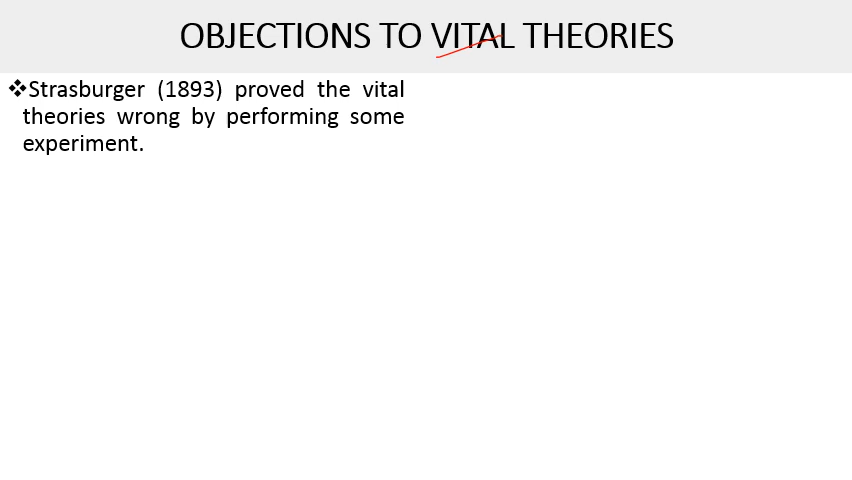 OBJECTIONS TO VITAL THEORIES
❖Strasburger (1893) proved the vital
theories wrong by performing some
experiment.